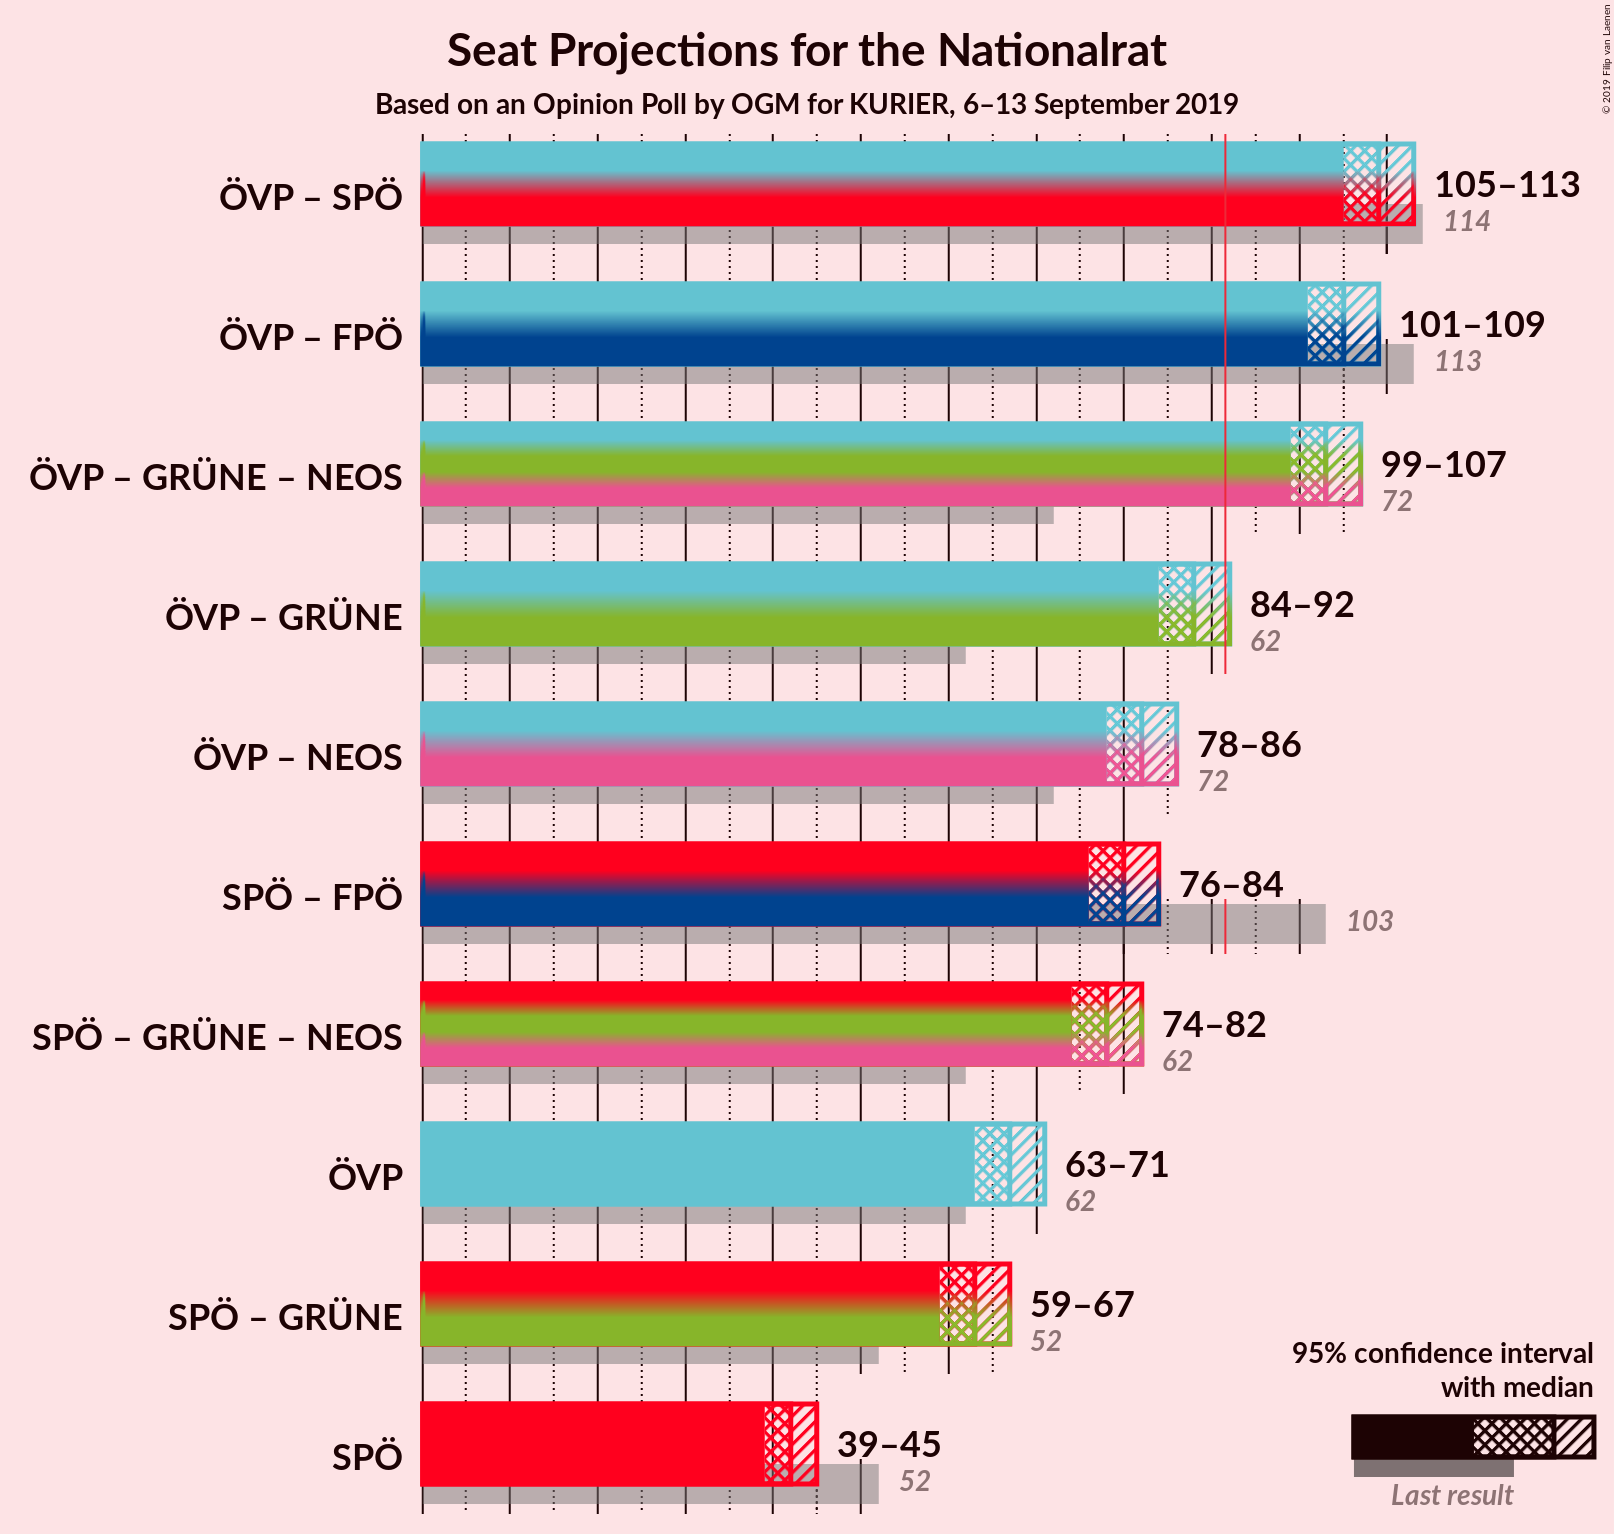 Seat Projections for the Nationalrat
Based on an Opinion Poll by OGM for KURIER, 6–13 September 2019
© 2019 Filip van Laenen
ÖVP – SPÖ
105–113
114
ÖVP – FPÖ
101–109
113
ÖVP – GRÜNE – NEOS
99–107
72
ÖVP – GRÜNE
84–92
62
ÖVP – NEOS
78–86
72
SPÖ – FPÖ
76–84
103
SPÖ – GRÜNE – NEOS
74–82
62
ÖVP
63–71
62
SPÖ – GRÜNE
59–67
52
SPÖ
39–45
52
95% confidence interval
with median
Last result